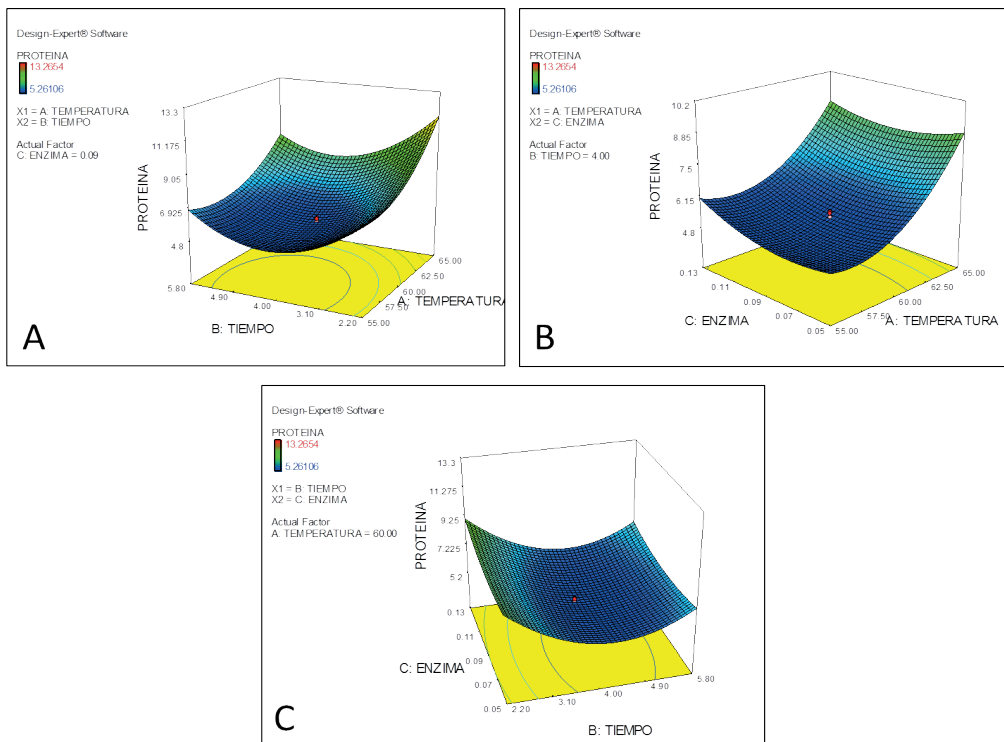 Design-Expert® Software
PROTEINA
13.2654
5.26106
X1 = A: TEMPERATURA
X2 = B: TIEMPO
Actual Factor
C: ENZIMA = 0.09
13.3
11.175
9.05
6.925
4.8
PROTEINA
5.80
4.90
4.00
3.10
2.20
B: TIEMPO
55.00
57.50
60.00
62.50
65.00
A: TEMPERATURA
A
Design-Expert® Software
PROTEINA
13.2654
5.26106
X1 = A: TEMPERATURA
X2 = C: ENZIMA
Actual Factor
B: TIEMPO = 4.00
10.2
8.85
7.5
6.15
4.8
PROTEINA
0.13
0.11
0.09
0.07
0.05
C: ENZIMA
55.00
57.50
60.00
62.50
65.00
A: TEMPERATURA
B
Design-Expert® Software
PROTEINA
13.2654
5.26106
X1 = B: TIEMPO
X2 = C: ENZIMA
Actual Factor
A: TEMPERATURA = 60.00
13.3
11.275
9.25
7.225
5.2
PROTEINA
0.13
0.11
0.09
0.07
0.05
C: ENZIMA
2.20
3.10
4.00
4.90
5.80
B: TIEMPO
C